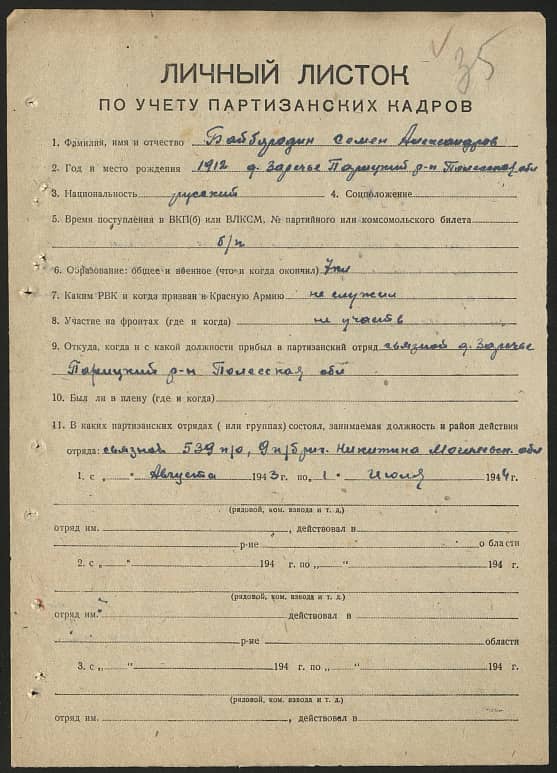 35
ЛИЧНЫЙ ЛИСТОК
ПО УЧЕТУ ПАРТИЗАНСКИХ КАДРОВ
1. Фамилия, имя и отчество Байбородин Семен Александров
2. Год и место рождения 1912 д. Заречье Паричский р-н Полесская обл
3. Национальность русский 4. Соцположение
5. Время поступления в ВКП(б) или ВЛКСМ, № партийного или комсомольского билета
б/п
6. Образование: общее и военное (что и когда окончил) 7 кл
7. Каким РВК и когда призван в Красную Армию не служил
8. Участие на фронтах (где и когда) не участв
9. Откуда, когда и с какой должности прибыл в партизанский отряд связной д. Заречье
Паричский р-н Полесская обл
10. Был ли в плену (где и когда)
11. В каких партизанских отрядах ( или группах) состоял, занимаемая должность и район действия
отряда: связной 539 п/о, 9 п/бриг. Никитина Могилевск. обл
1. с „ " Августа 1943 г. по „1" Июля 1944 г.
(рядовой, ком. взвода и т. д.)
отряд им. , действовал в
р-не области
2. с „ " 194 г. по „ " 194 г.
(рядовой, ком. взвода и т. д.)
отряд им. действовал в
р-не области
3. с „ " 194 г. по „ " 194 г.
(рядовой, ком. взвода и т. д.)
отряд им. , действовал в